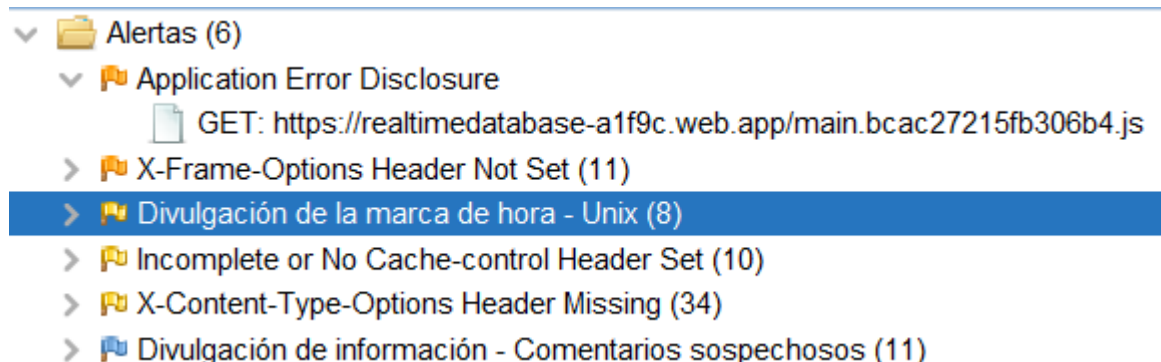 Alertas (6)
Application Error Disclosure
GET: https://realtimedatabase-a1f9c.web.app/main.bcac27215fb306b4.js
X-Frame-Options Header Not Set (11)
Divulgación de la marca de hora - Unix (8)
Incomplete or No Cache-control Header Set (10)
X-Content-Type-Options Header Missing (34)
Divulgación de información - Comentarios sospechosos (11)